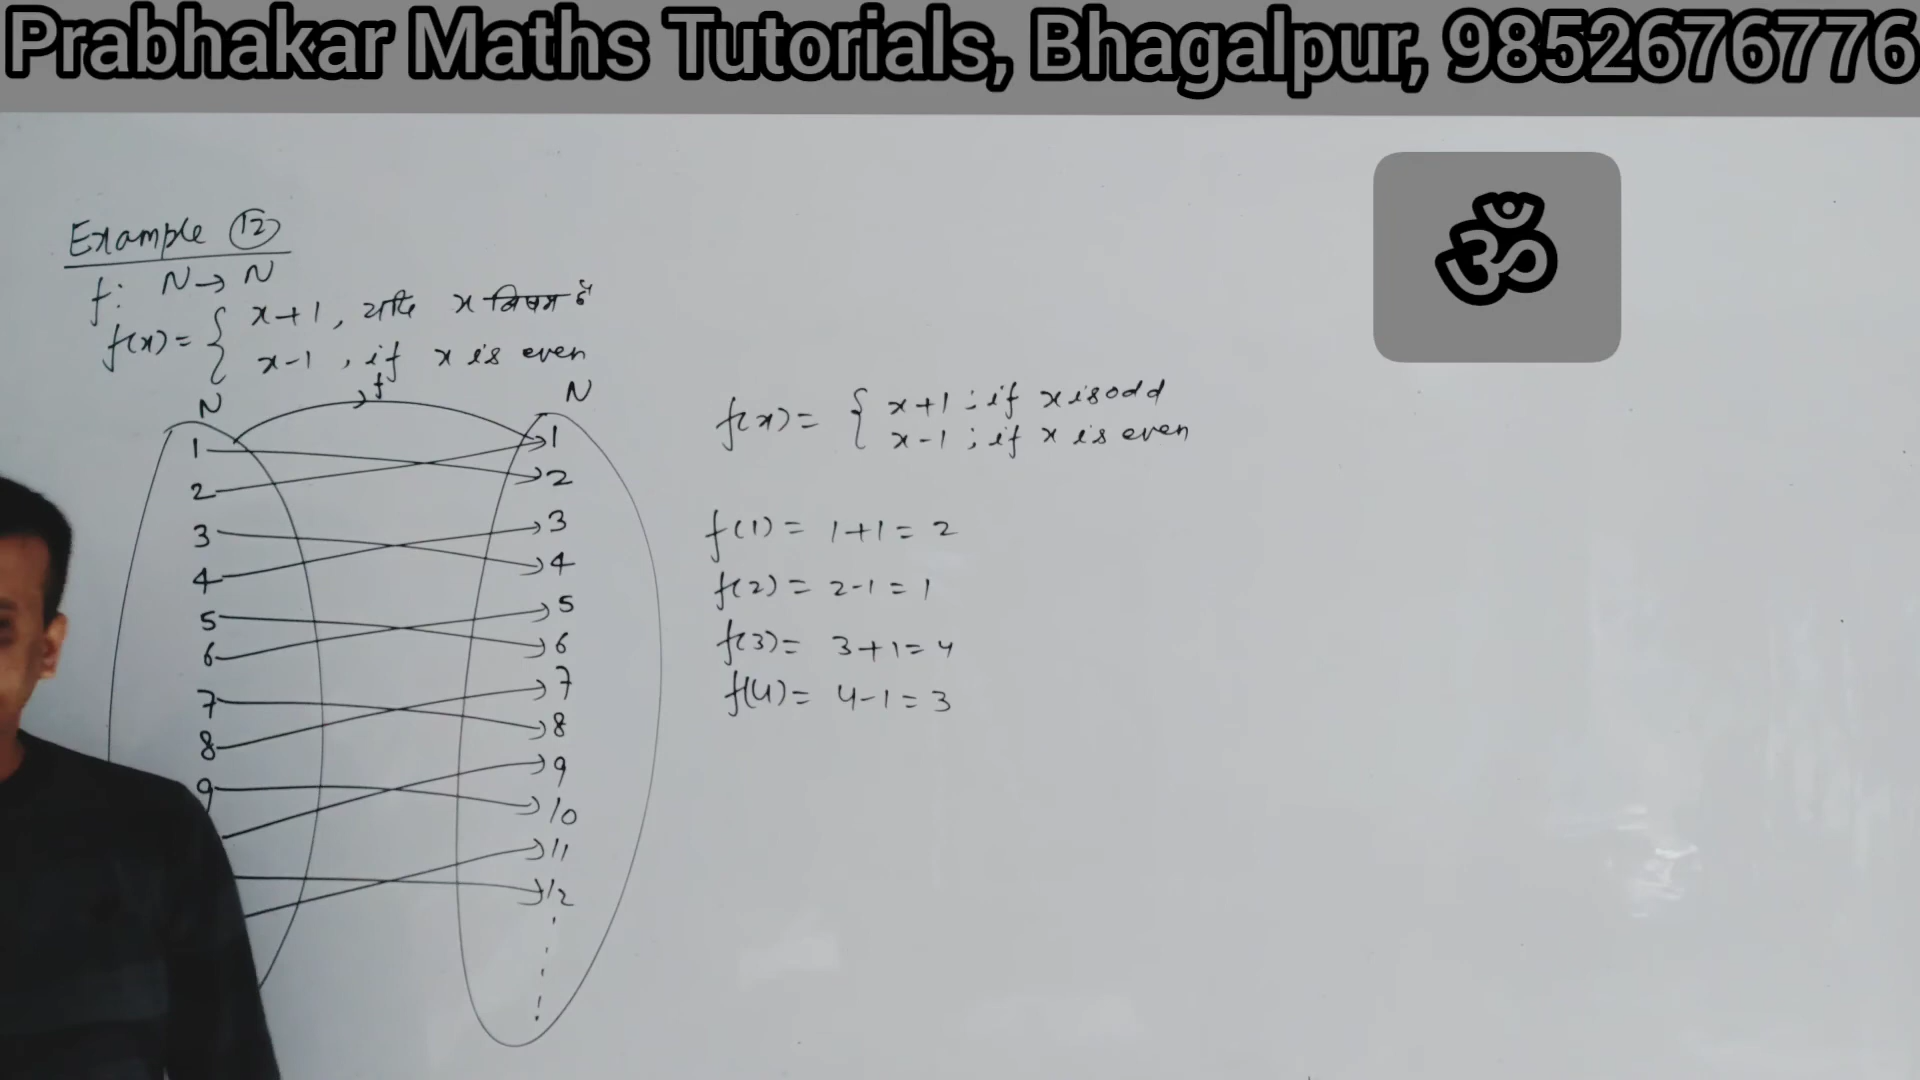 Prabhakar Maths Tutorials, Bhagalpur, 9852676776
ॐ
Example 12
f: N → N
f(x) = { x+1, यदि x विषम है
x-1, if x is even
f
N N
1 1
2 2
3 3
4 4
5 5
6 6
7 7
8 8
9 9
10
11
12
f(x) = { x+1 ; if x is odd
x-1 ; if x is even
f(1) = 1+1 = 2
f(2) = 2-1 = 1
f(3) = 3+1 = 4
f(4) = 4-1 = 3